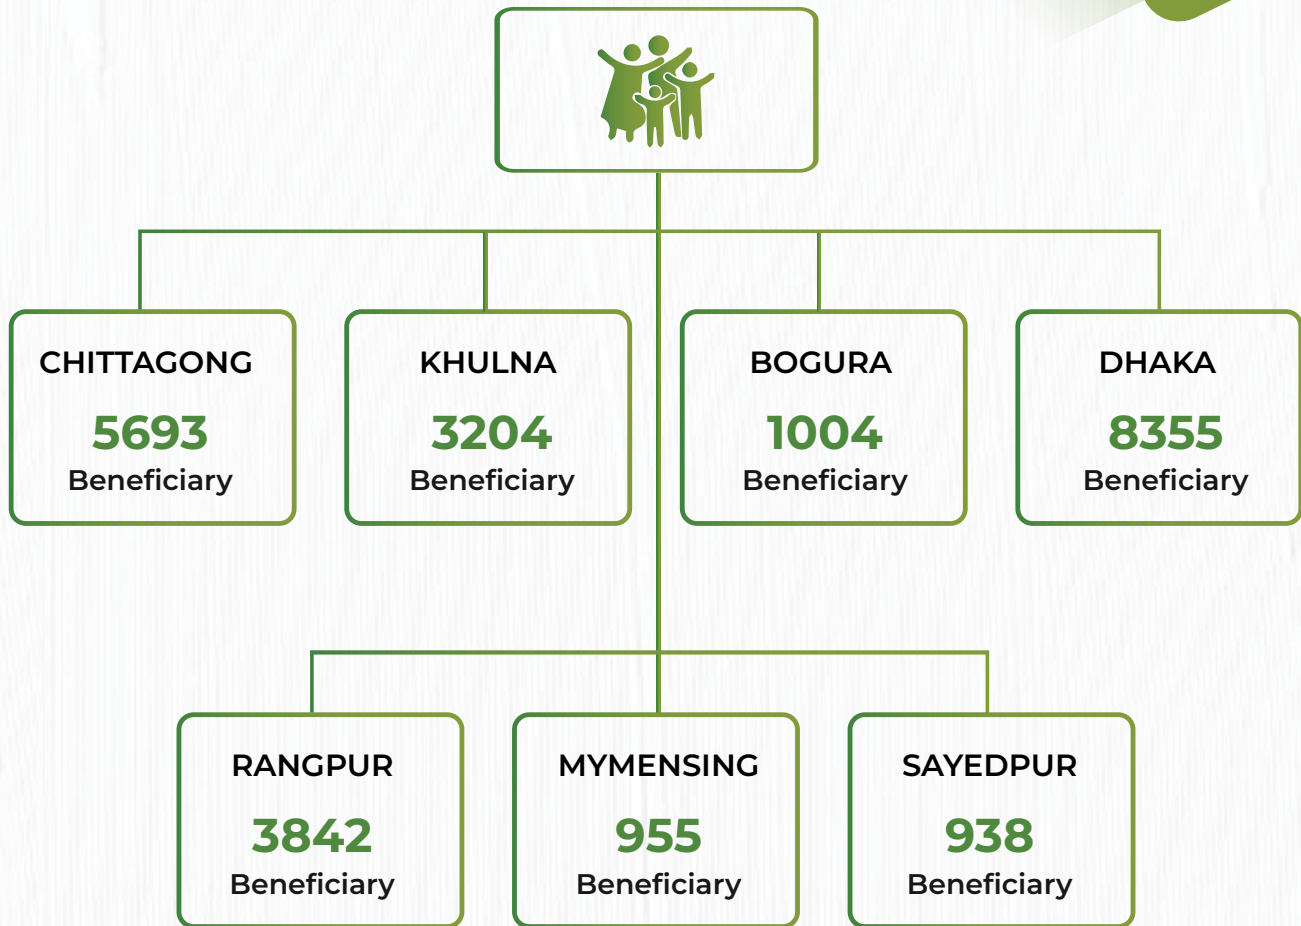 CHITTAGONG
5693
Beneficiary
KHULNA
3204
Beneficiary
BOGURA
1004
Beneficiary
DHAKA
8355
Beneficiary
RANGPUR
3842
Beneficiary
MYMENSING
955
Beneficiary
SAYEDPUR
938
Beneficiary